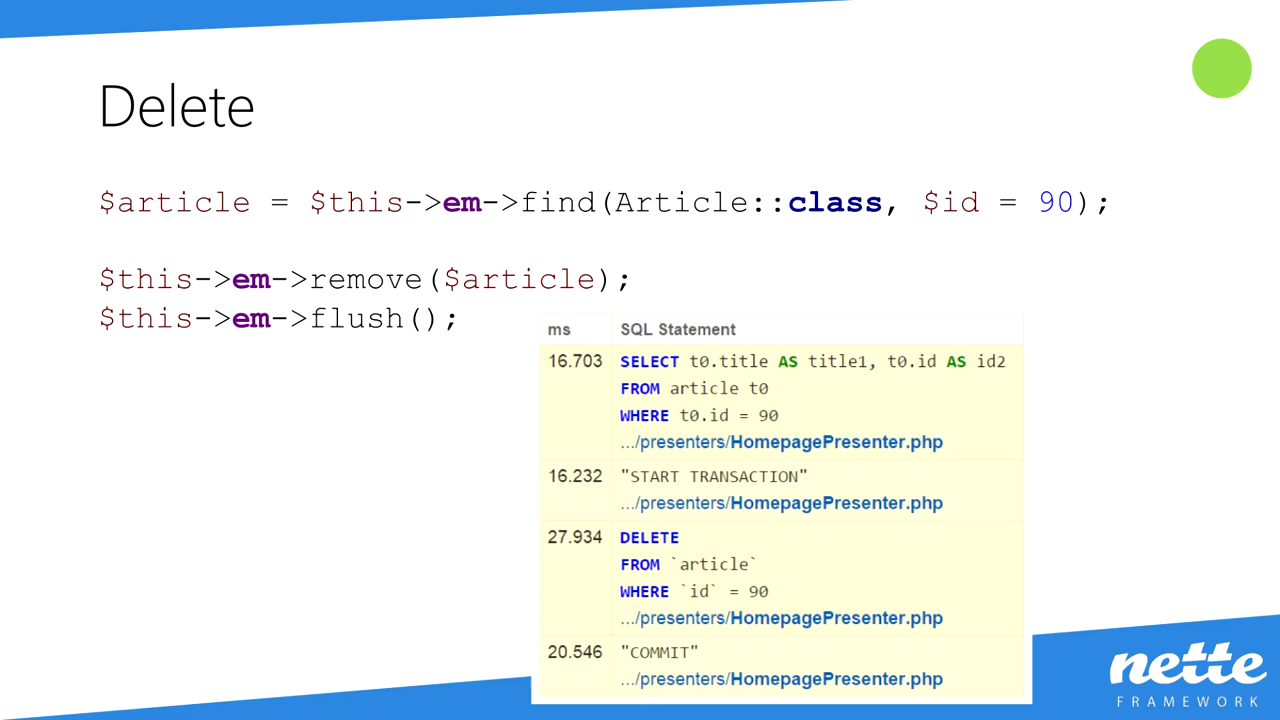 Delete
$article = $this->em->find(Article::class, $id = 90);
$this->em->remove($article);
$this->em->flush();
ms SQL Statement
16.703 SELECT t0.title AS title1, t0.id AS id2
FROM article t0
WHERE t0.id = 90
.../presenters/HomepagePresenter.php
16.232 "START TRANSACTION"
.../presenters/HomepagePresenter.php
27.934 DELETE
FROM `article`
WHERE `id` = 90
.../presenters/HomepagePresenter.php
20.546 "COMMIT"
.../presenters/HomepagePresenter.php
nette
FRAMEWORK